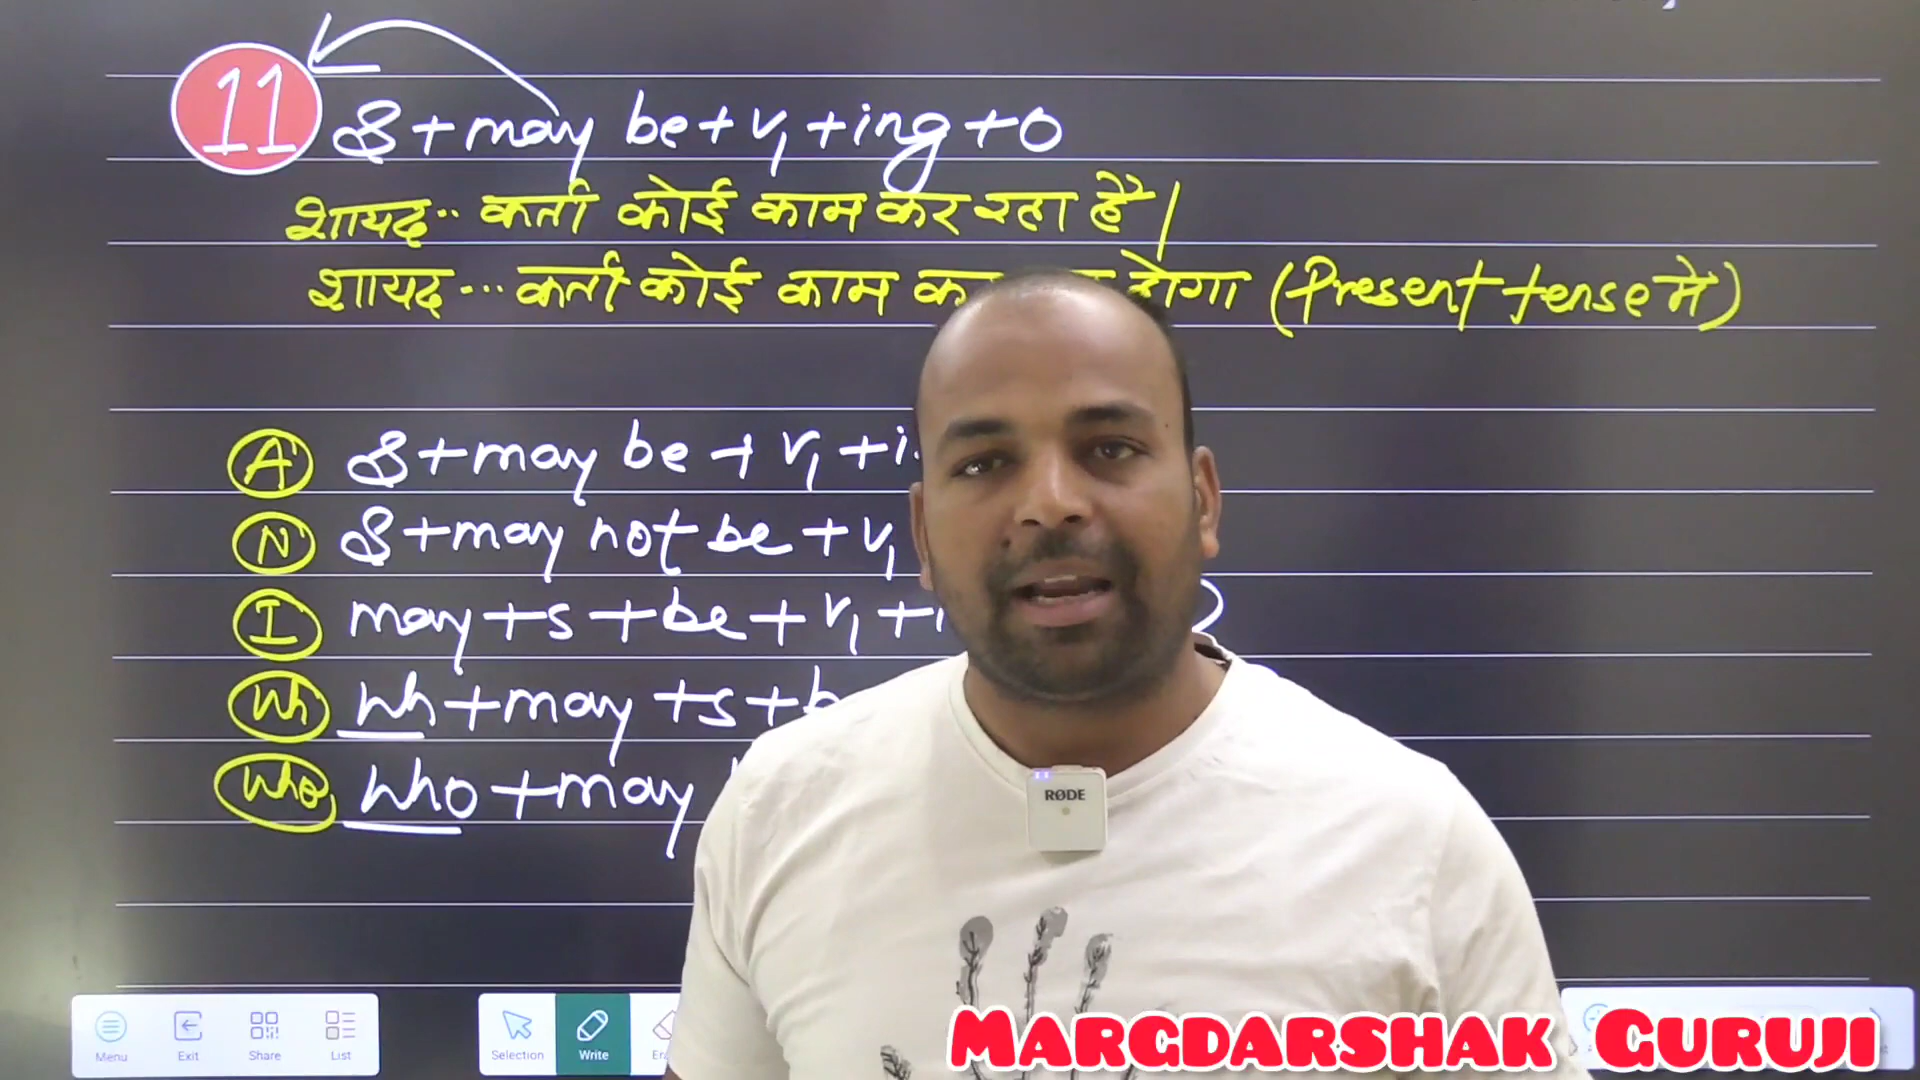 11 S + may be + V1 + ing + O
शायद.. कर्ता कोई काम कर रहा है।
शायद... कर्ता कोई काम होगा (Present tense में)
A S + may be + V1 +
N S + may not be + V1
I may + s + be + V1 + ?
Wh wh + may + s +
Who who + may
RØDE
Menu Exit Share List Selection Write
MARGDARSHAK GURUJI